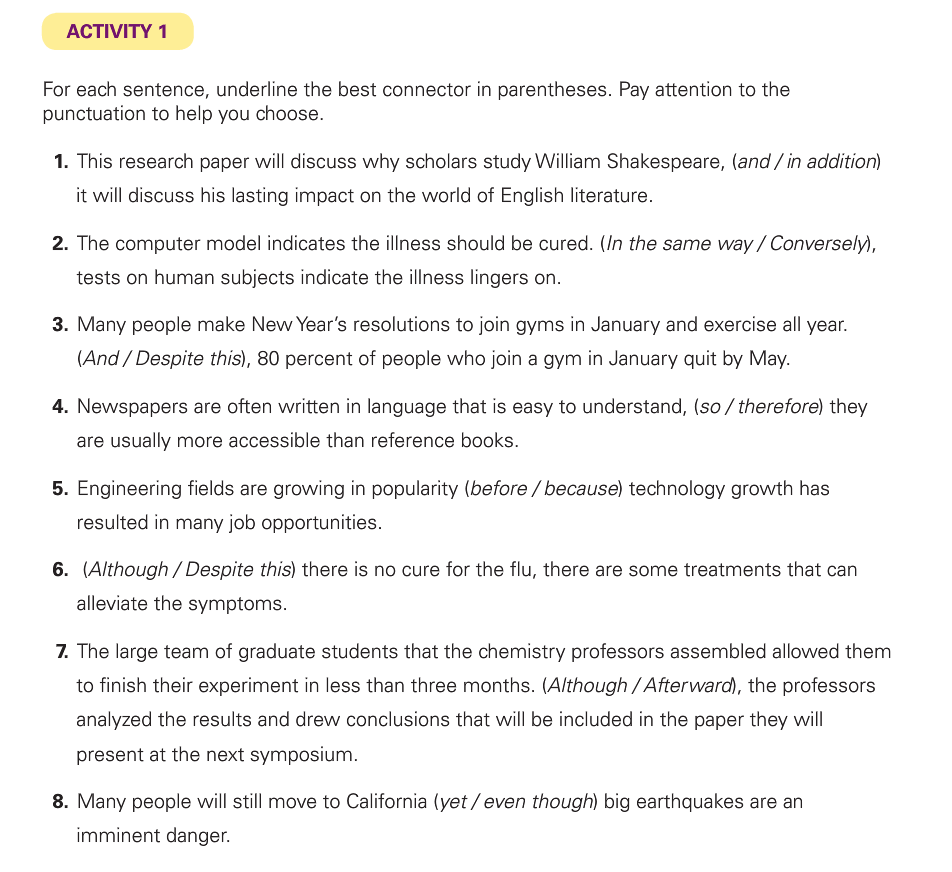 ACTIVITY 1
For each sentence, underline the best connector in parentheses. Pay attention to the
punctuation to help you choose.
1. This research paper will discuss why scholars study William Shakespeare, (and / in addition)
it will discuss his lasting impact on the world of English literature.
2. The computer model indicates the illness should be cured. (In the same way / Conversely),
tests on human subjects indicate the illness lingers on.
3. Many people make New Year's resolutions to join gyms in January and exercise all year.
(And / Despite this), 80 percent of people who join a gym in January quit by May.
4. Newspapers are often written in language that is easy to understand, (so / therefore) they
are usually more accessible than reference books.
5. Engineering fields are growing in popularity (before / because) technology growth has
resulted in many job opportunities.
6. (Although / Despite this) there is no cure for the flu, there are some treatments that can
alleviate the symptoms.
7. The large team of graduate students that the chemistry professors assembled allowed them
to finish their experiment in less than three months. (Although / Afterward), the professors
analyzed the results and drew conclusions that will be included in the paper they will
present at the next symposium.
8. Many people will still move to California (yet / even though) big earthquakes are an
imminent danger.